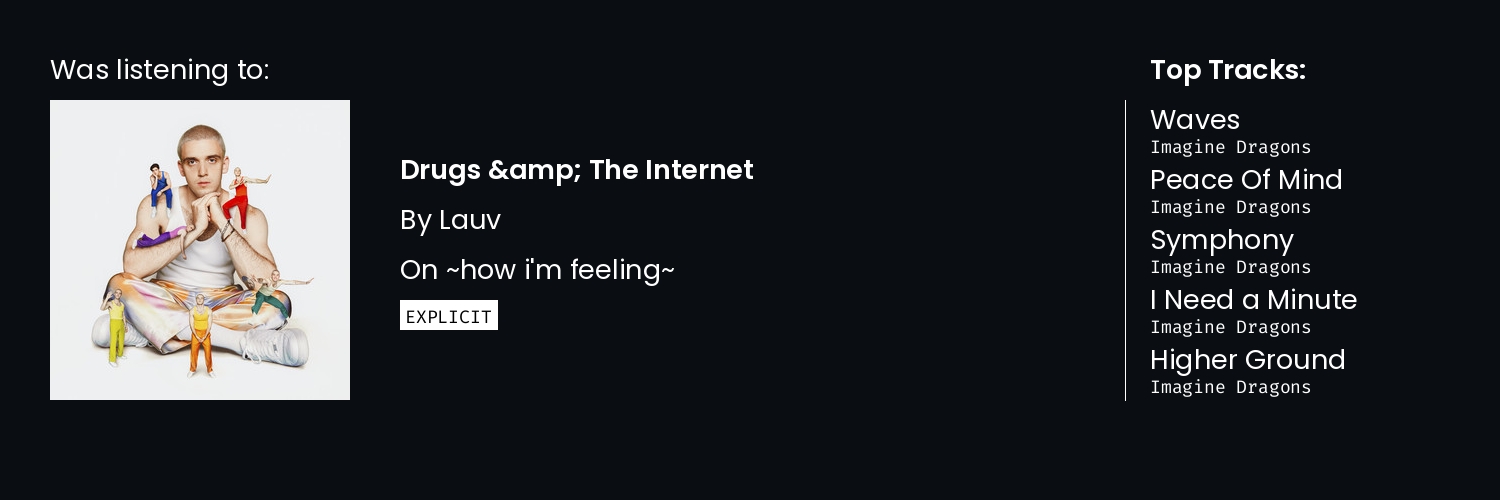 Was listening to:
Drugs &amp; The Internet
By Lauv
On ~how i'm feeling~
EXPLICIT
Top Tracks:
Waves
Imagine Dragons
Peace Of Mind
Imagine Dragons
Symphony
Imagine Dragons
I Need a Minute
Imagine Dragons
Higher Ground
Imagine Dragons